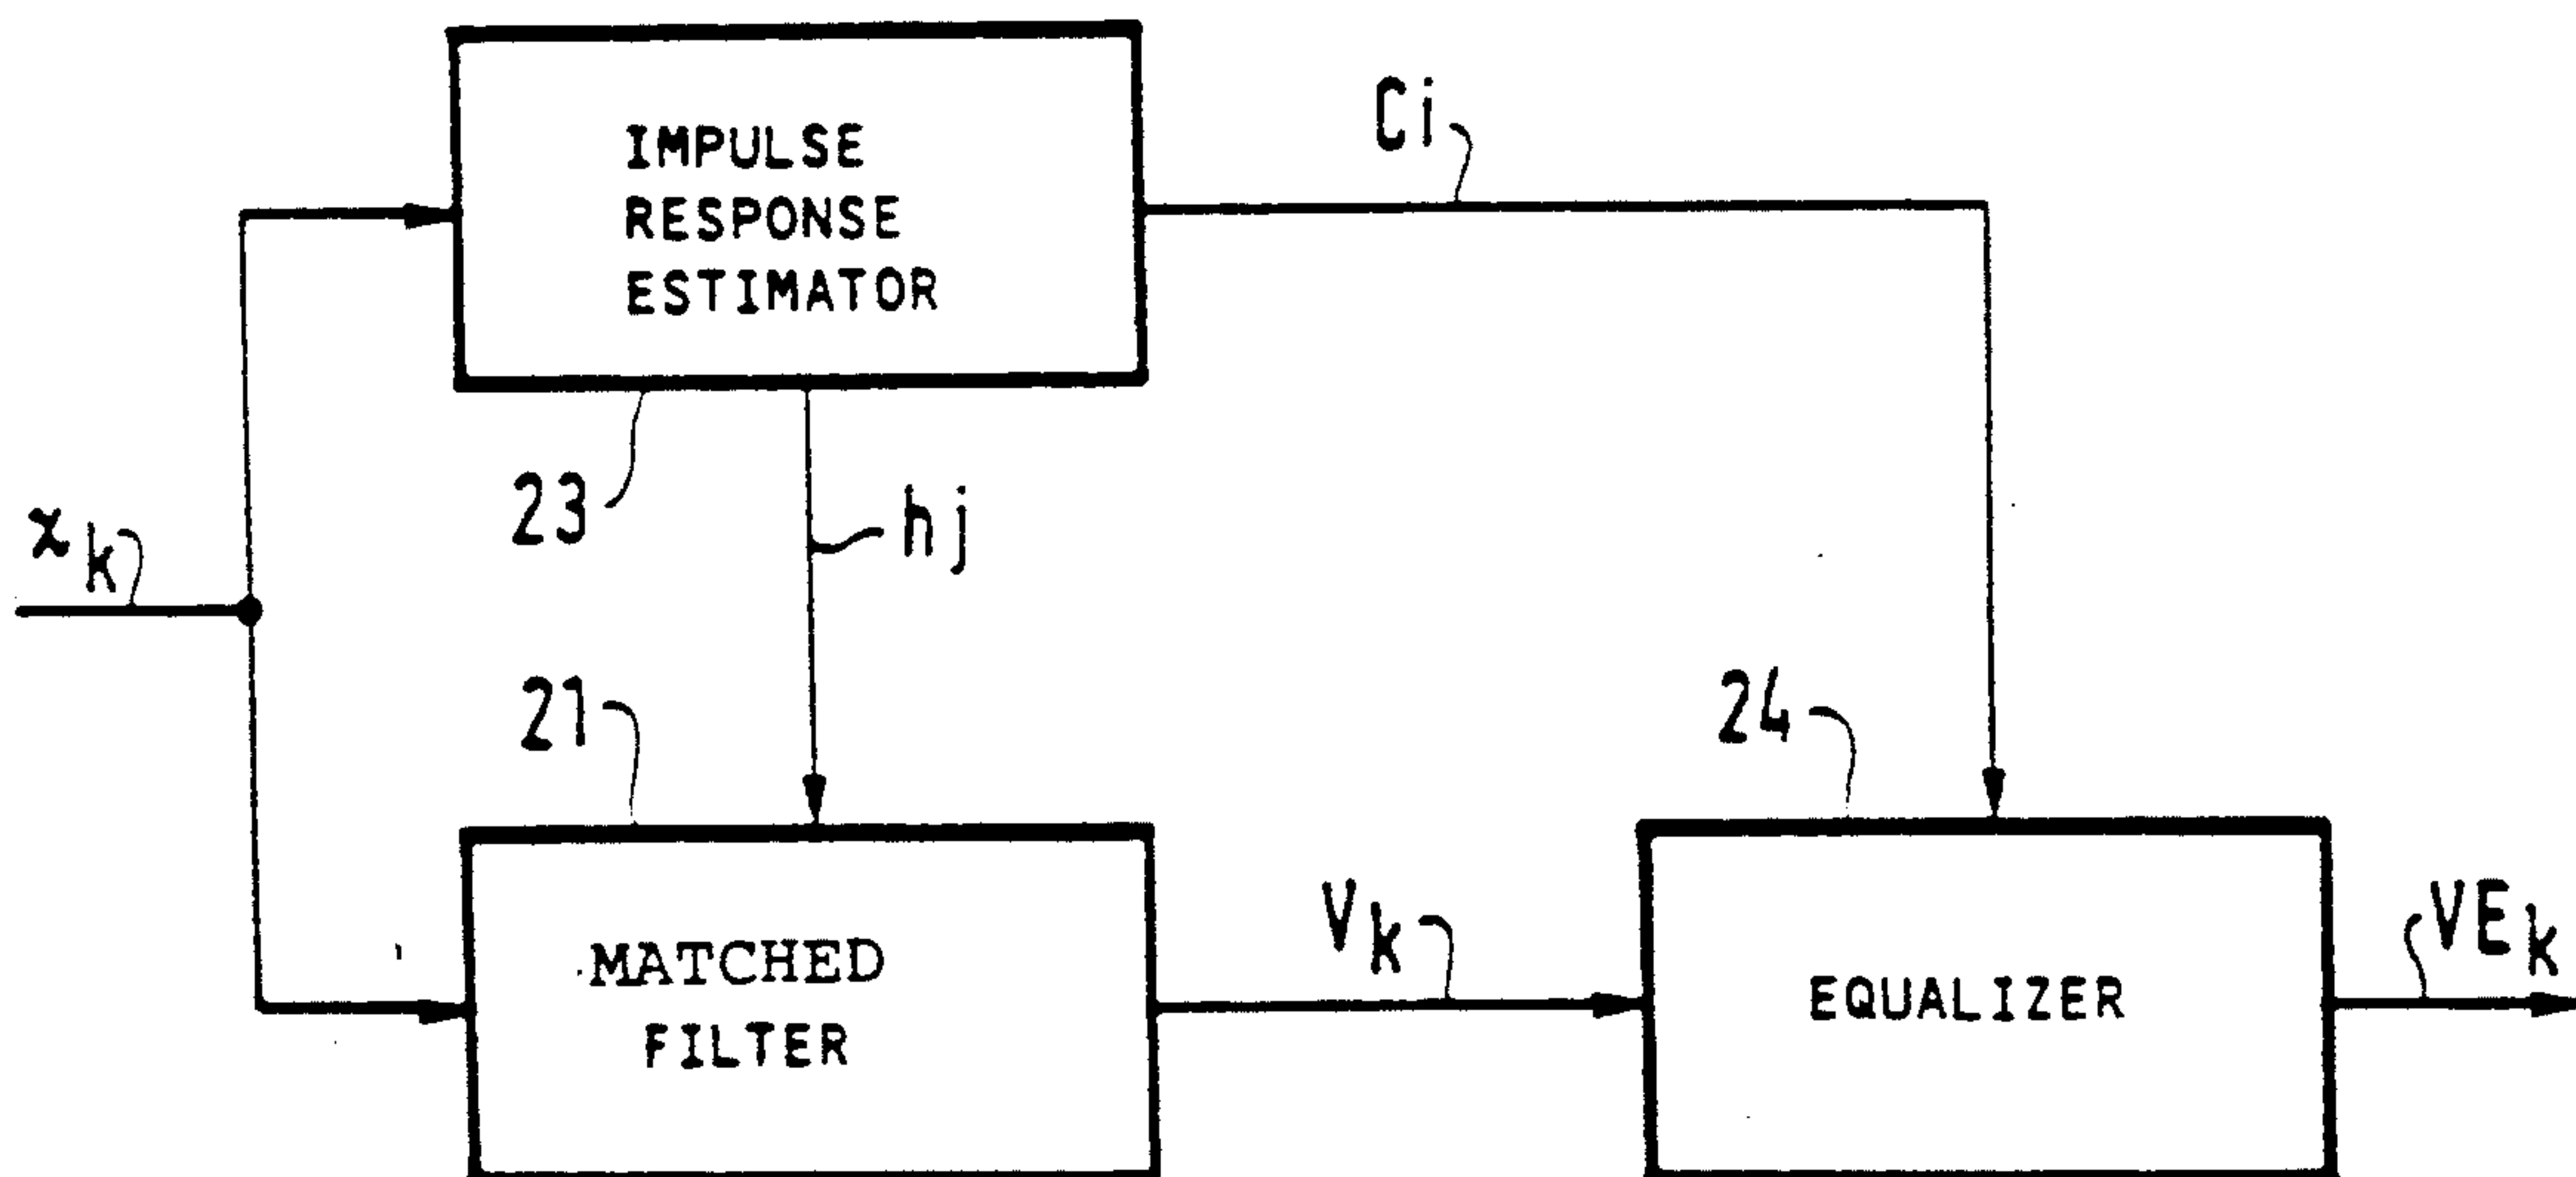 IMPULSE
RESPONSE
ESTIMATOR
Ci
23
hj
xk
21
24
MATCHED
FILTER
Vk
EQUALIZER
VEk